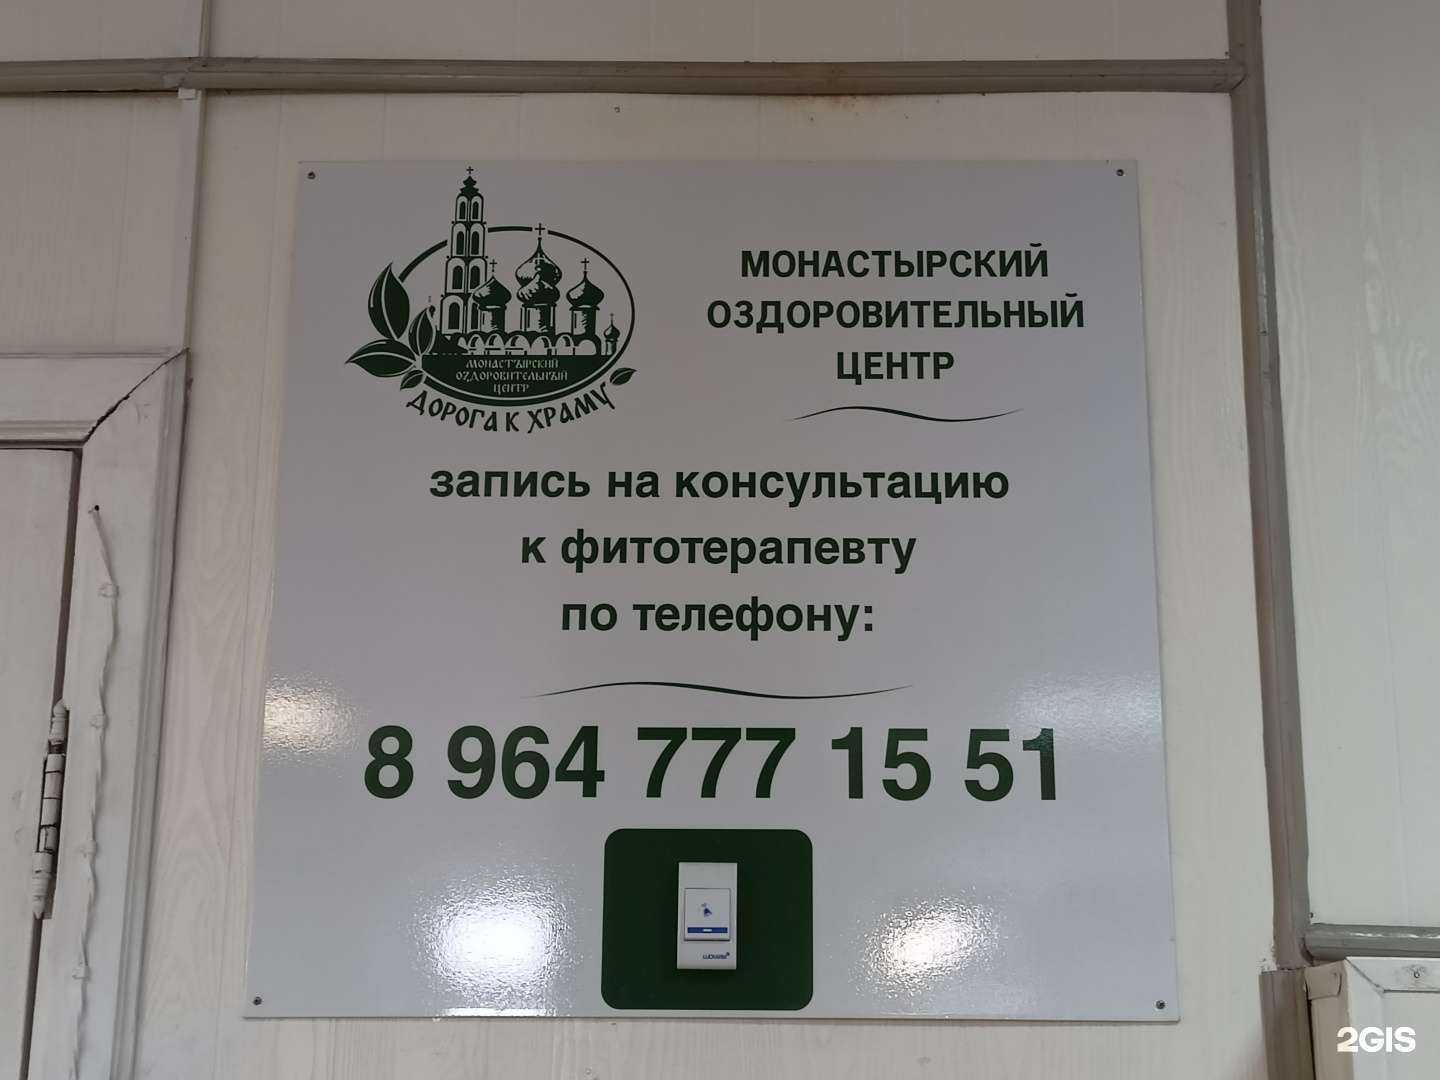 МОНАСТЫРСКИЙ
ОЗДОРОВИТЕЛЬНЫЙ
ЦЕНТР
ДОРОГА К ХРАМУ
МОНАСТЫРСКИЙ
ОЗДОРОВИТЕЛЬНЫЙ
ЦЕНТР
запись на консультацию
к фитотерапевту
по телефону:
8 964 777 15 51
2GIS